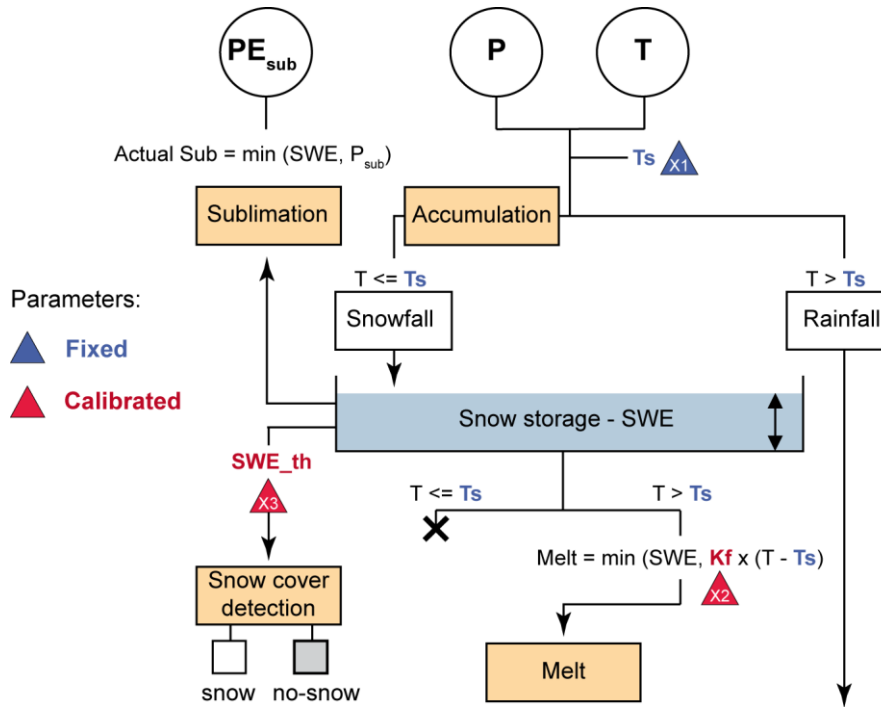 PEsub
P
T
Actual Sub = min (SWE, Psub)
Ts X1
Sublimation
Accumulation
T <= Ts
T > Ts
Parameters:
Fixed
Calibrated
Snowfall
Rainfall
Snow storage - SWE
SWE_th
X3
T <= Ts
T > Ts
Melt = min (SWE, Kf x (T - Ts)
X2
Snow cover
detection
snow
no-snow
Melt